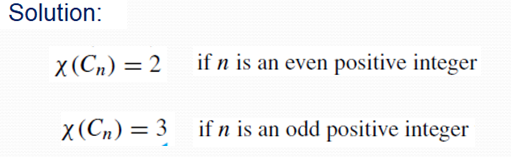 Solution:
χ(Cₙ) = 2 if n is an even positive integer
χ(Cₙ) = 3 if n is an odd positive integer